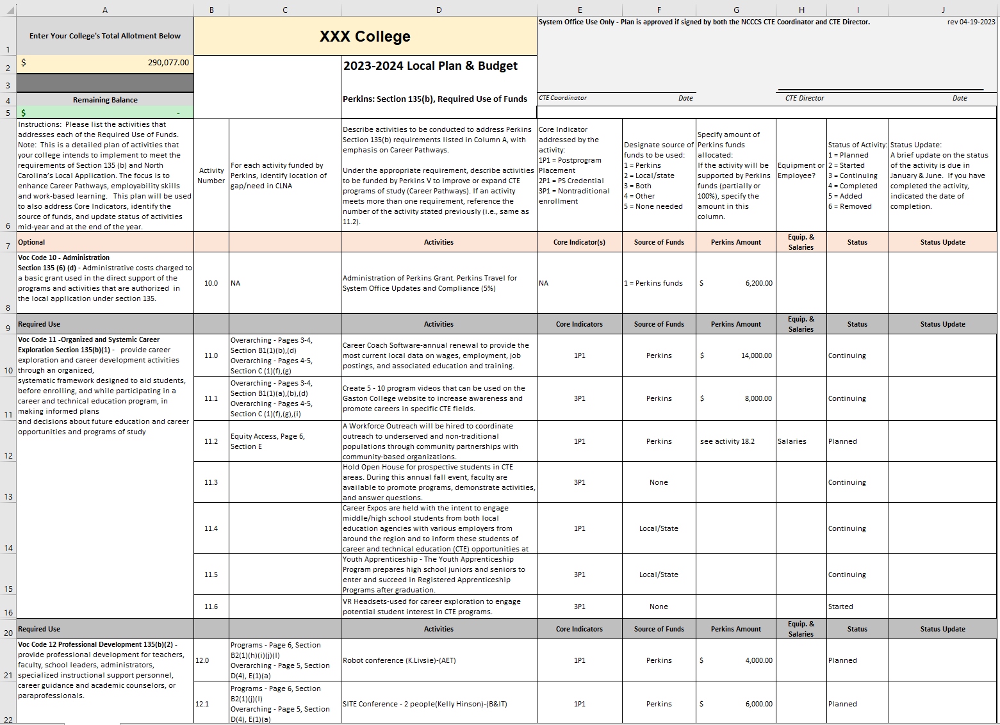 A B C D E F G H I J
1
Enter Your College's Total Allotment Below
XXX College
System Office Use Only - Plan is approved if signed by both the NCCCS CTE Coordinator and CTE Director.
rev 04-19-2023
2
$ 290,077.00
2023-2024 Local Plan & Budget
3
4
Remaining Balance
Perkins: Section 135(b), Required Use of Funds
CTE Coordinator Date
CTE Director Date
5
$ -
6
Instructions:  Please list the activities that
addresses each of the Required Use of Funds.
Note:  This is a detailed plan of activities that
your college intends to implement to meet the
requirements of Section 135 (b) and North
Carolina's Local Application. The focus is to
enhance Career Pathways, employability skills
and work-based learning.   This plan will be used
to also address Core Indicators, identify the
source of funds, and update status of activities
mid-year and at the end of the year.
Activity
Number
For each activity funded by
Perkins, identify location of
gap/need in CLNA
Describe activities to be conducted to address Perkins
Section 135(b) requirements listed in Column A, with
emphasis on Career Pathways.
Under the appropriate requirement, describe activities
to be funded by Perkins V to improve or expand CTE
programs of study (Career Pathways). If an activity
meets more than one requirement, reference the
number of the activity stated previously (i.e., same as
11.2).
Core Indicator
addressed by the
activity:
1P1 = Postprogram
Placement
2P1 = PS Credential
3P1 = Nontraditional
enrollment
Designate source of
funds to be used:
1 = Perkins
2 = Local/state
3 = Both
4 = Other
5 = None needed
Specify amount of
Perkins funds
allocated:
If the activity will be
supported by Perkins
funds (partially or
100%), specify the
amount in this
column.
Equipment or
Employee?
Status of Activity:
1 = Planned
2 = Started
3 = Continuing
4 = Completed
5 = Added
6 = Removed
Status Update:
A brief update on the status
of the activity is due in
January & June.  If you have
completed the activity,
indicated the date of
completion.
7
Optional
Activities
Core Indicator(s)
Source of Funds
Perkins Amount
Equip. &
Salaries
Status
Status Update
8
Voc Code 10 - Administration
Section 135 (6) (d) - Administrative costs charged to
a basic grant used in the direct support of the
programs and activities that are authorized  in
the local application under section 135.
10.0
NA
Administration of Perkins Grant. Perkins Travel for
System Office Updates and Compliance (5%)
NA
1 = Perkins funds
$ 6,200.00
9
Required Use
Activities
Core Indicators
Source of Funds
Perkins Amount
Equip. &
Salaries
Status
Status Update
10
Voc Code 11 -Organized and Systemic Career
Exploration Section 135(b)(1) -   provide career
exploration and career development activities
through an organized,
systematic framework designed to aid students,
before enrolling, and while participating in a
career and technical education program, in
making informed plans
and decisions about future education and career
opportunities and programs of study
11.0
Overarching - Pages 3-4,
Section B1(1)(b),(d)
Overarching - Pages 4-5,
Section C (1)(f),(g)
Career Coach Software-annual renewal to provide the
most current local data on wages, employment, job
postings, and associated education and training.
1P1
Perkins
$ 14,000.00
Continuing
11
11.1
Overarching - Pages 3-4,
Section B1(1)(a),(b),(d)
Overarching - Pages 4-5,
Section C (1)(f),(g),(i)
Create 5 - 10 program videos that can be used on the
Gaston College website to increase awareness and
promote careers in specific CTE fields.
3P1
Perkins
$ 8,000.00
Continuing
12
11.2
Equity Access, Page 6,
Section E
A Workforce Outreach will be hired to coordinate
outreach to underserved and non-traditional
populations through community partnerships with
community-based organizations.
1P1
Perkins
see activity 18.2
Salaries
Planned
13
11.3
Hold Open House for prospective students in CTE
areas. During this annual fall event, faculty are
available to promote programs, demonstrate activities,
and answer questions.
3P1
None
Continuing
14
11.4
Career Expos are held with the intent to engage
middle/high school students from both local
education agencies with various employers from
around the region and to inform these students of
career and technical education (CTE) opportunities at
1P1
Local/State
Continuing
15
11.5
Youth Apprenticeship - The Youth Apprenticeship
Program prepares high school juniors and seniors to
enter and succeed in Registered Apprenticeship
Programs after graduation.
3P1
Local/State
Continuing
16
11.6
VR Headsets-used for career exploration to engage
potential student interest in CTE programs.
3P1
None
Started
20
Required Use
Activities
Core Indicators
Source of Funds
Perkins Amount
Equip. &
Salaries
Status
Status Update
21
Voc Code 12 Professional Development 135(b)(2) -
provide professional development for teachers,
faculty, school leaders, administrators,
specialized instructional support personnel,
career guidance and academic counselors, or
paraprofessionals.
12.0
Programs - Page 6, Section
B2(1)(h)(i)(j)(l)
Overarching - Page 5, Section
D(4), E(1)(a)
Robot conference (K.Livsie)-(AET)
1P1
Perkins
$ 4,000.00
Planned
22
12.1
Programs - Page 6, Section
B2(1)(j)(l)
Overarching - Page 5, Section
D(4), E(1)(a)
SITE Conference - 2 people(Kelly Hinson)-(B&IT)
1P1
Perkins
$ 6,000.00
Planned